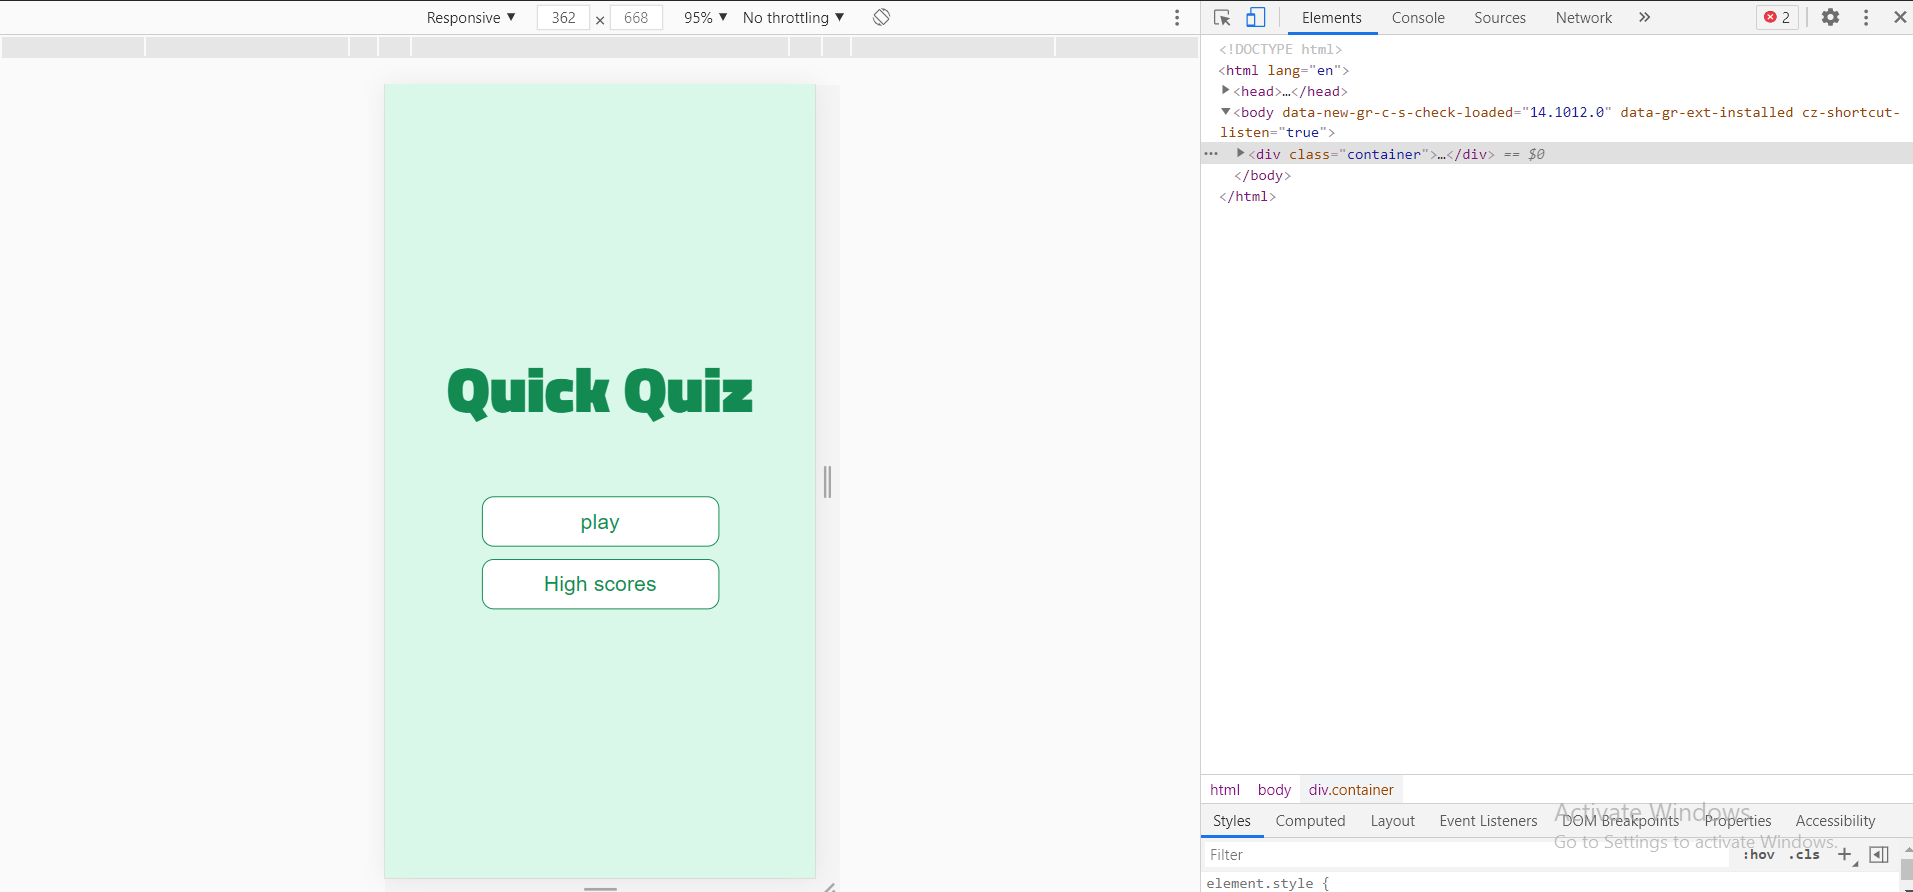 Responsive ▼ 362 × 668 95% ▼ No throttling ▼
Quick Quiz
play
High scores
Elements Console Sources Network » 2
<!DOCTYPE html>
<html lang="en">
<head>…</head>
<body data-new-gr-c-s-check-loaded="14.1012.0" data-gr-ext-installed cz-shortcut-
listen="true">
<div class="container">…</div> == $0
</body>
</html>
html body div.container
Styles Computed Layout Event Listeners DOM Breakpoints Properties Accessibility
Activate Windows
Go to Settings to activate Windows.
Filter :hov .cls +
element.style {